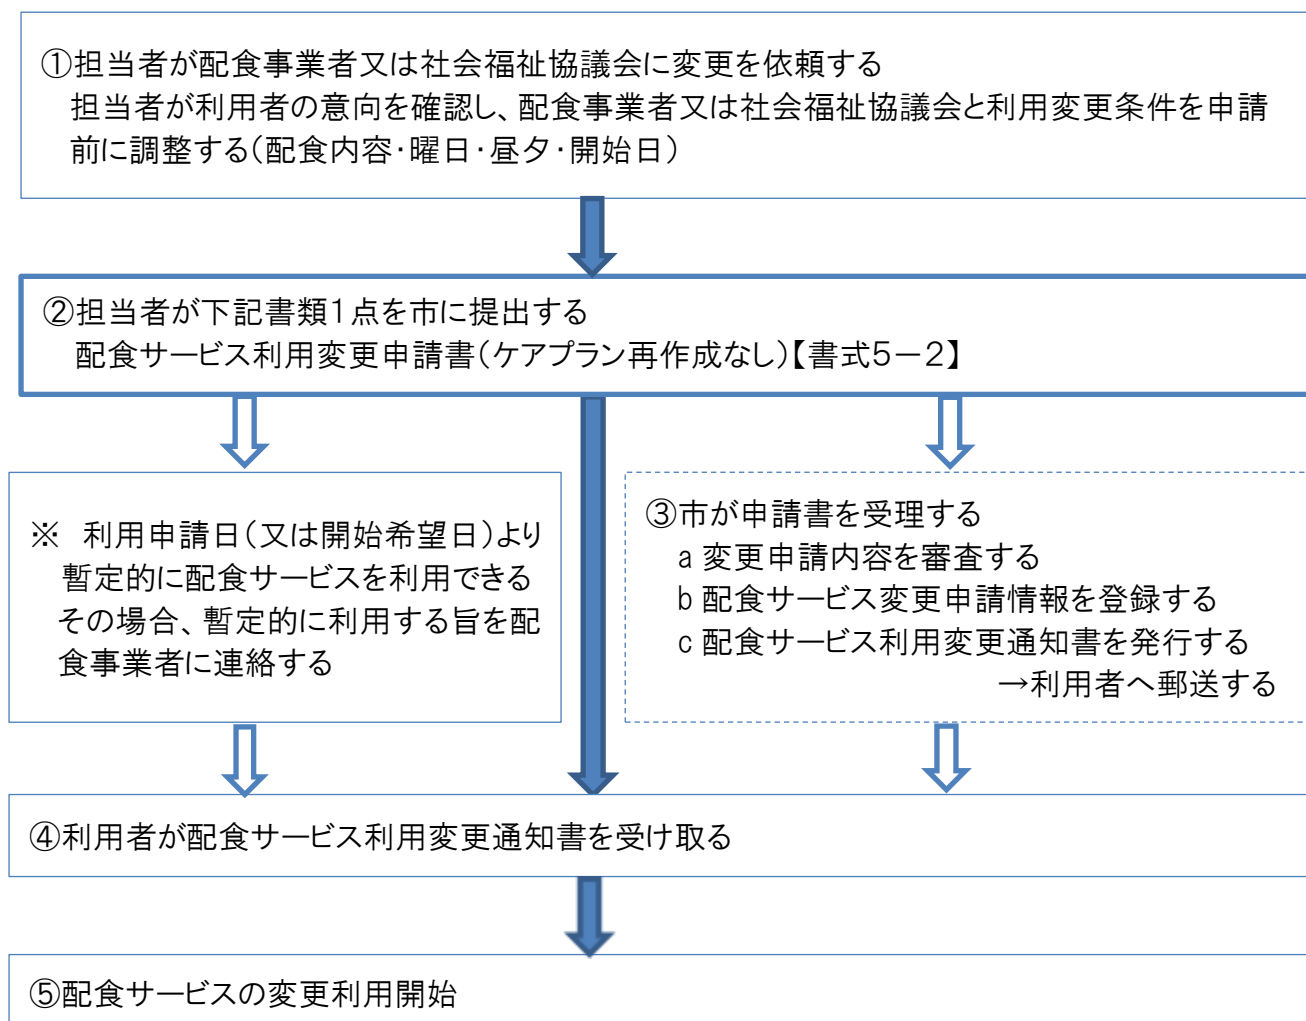 ①担当者が配食事業者又は社会福祉協議会に変更を依頼する
担当者が利用者の意向を確認し、配食事業者又は社会福祉協議会と利用変更条件を申請
前に調整する(配食内容・曜日・昼夕・開始日)
②担当者が下記書類1点を市に提出する
配食サービス利用変更申請書(ケアプラン再作成なし)【書式5-2】
※ 利用申請日(又は開始希望日)より
暫定的に配食サービスを利用できる
その場合、暫定的に利用する旨を配
食事業者に連絡する
③市が申請書を受理する
a 変更申請内容を審査する
b 配食サービス変更申請情報を登録する
c 配食サービス利用変更通知書を発行する
→利用者へ郵送する
④利用者が配食サービス利用変更通知書を受け取る
⑤配食サービスの変更利用開始